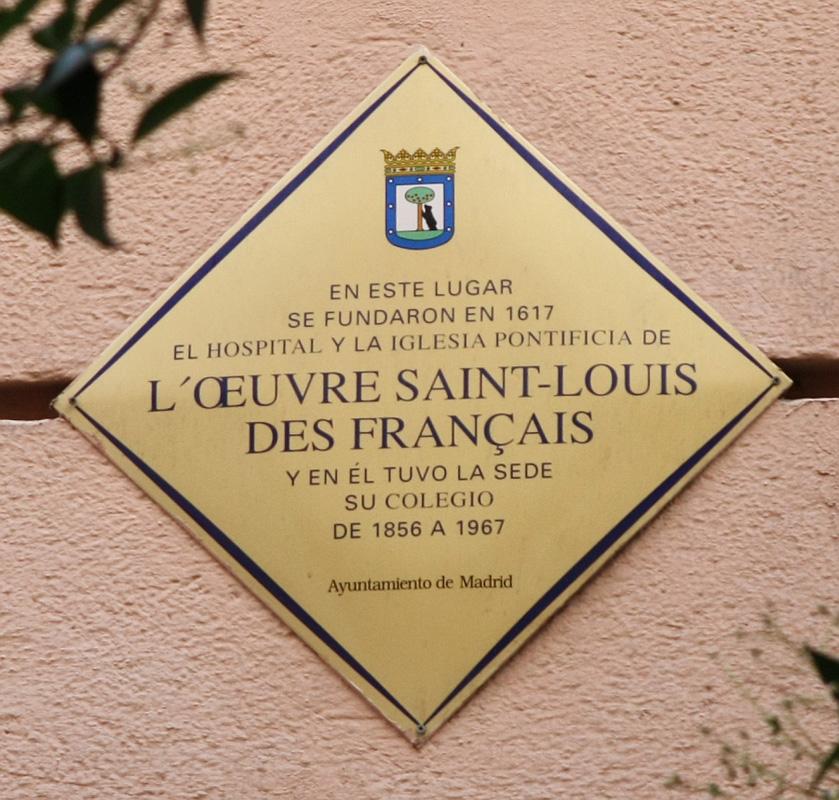 EN ESTE LUGAR
SE FUNDARON EN 1617
EL HOSPITAL Y LA IGLESIA PONTIFICIA DE
L´ŒUVRE SAINT-LOUIS
DES FRANÇAIS
Y EN ÉL TUVO LA SEDE
SU COLEGIO
DE 1856 A 1967
Ayuntamiento de Madrid